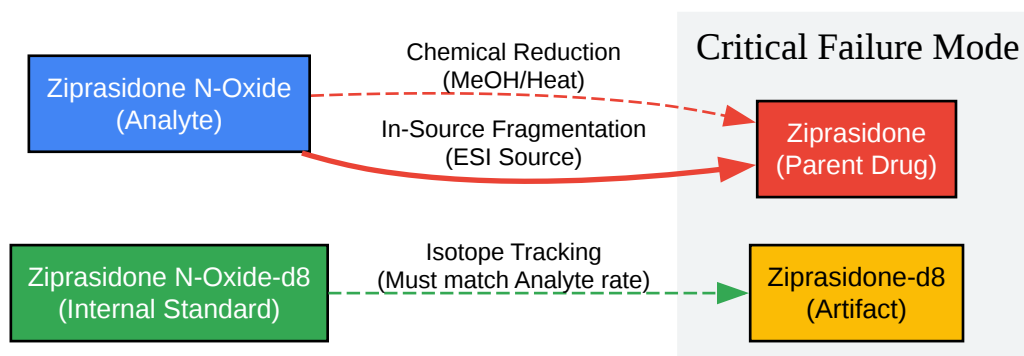 Critical Failure Mode
Chemical Reduction
(MeOH/Heat)
Ziprasidone N-Oxide
(Analyte)
In-Source Fragmentation
(ESI Source)
Ziprasidone
(Parent Drug)
Isotope Tracking
(Must match Analyte rate)
Ziprasidone N-Oxide-d8
(Internal Standard)
Ziprasidone-d8
(Artifact)